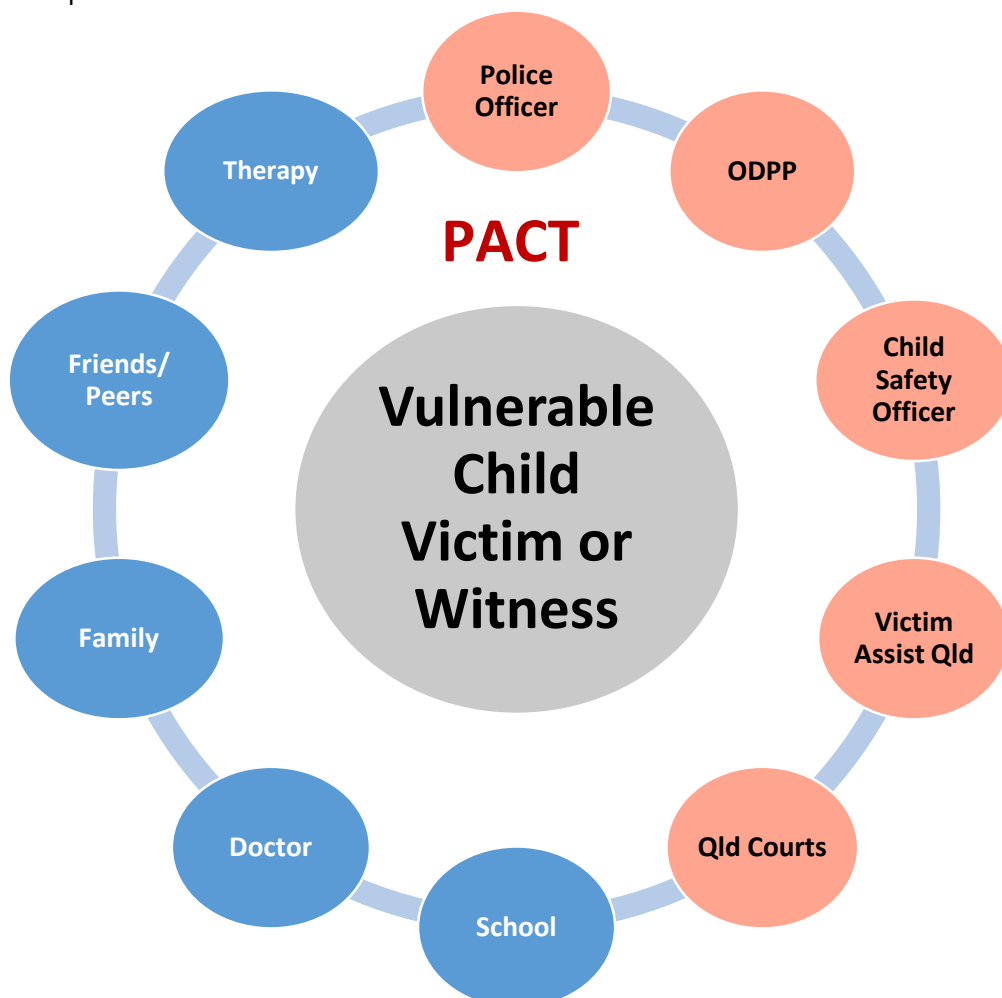 Police
Officer
Therapy
ODPP
PACT
Friends/
Peers
Vulnerable
Child
Victim or
Witness
Child
Safety
Officer
Family
Victim
Assist Qld
Doctor
Qld Courts
School